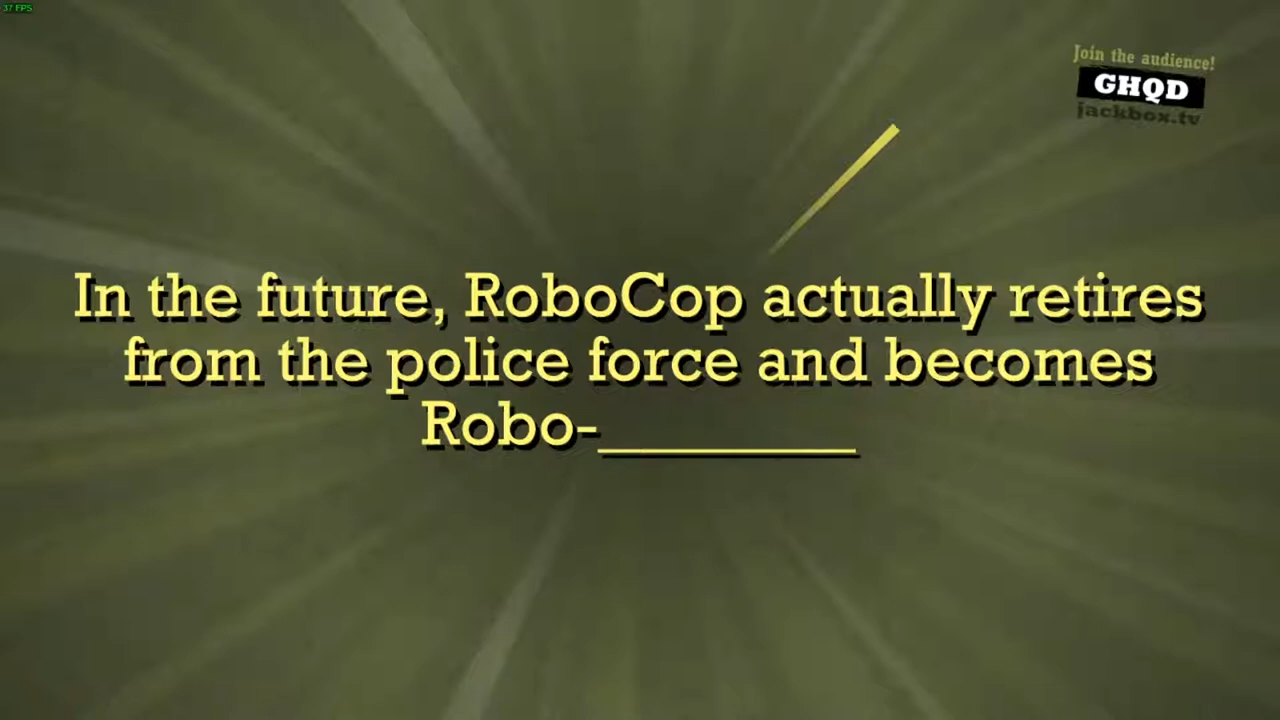 37 FPS
Join the audience!
GHQD
jackbox.tv
In the future, RoboCop actually retires
from the police force and becomes
Robo-________